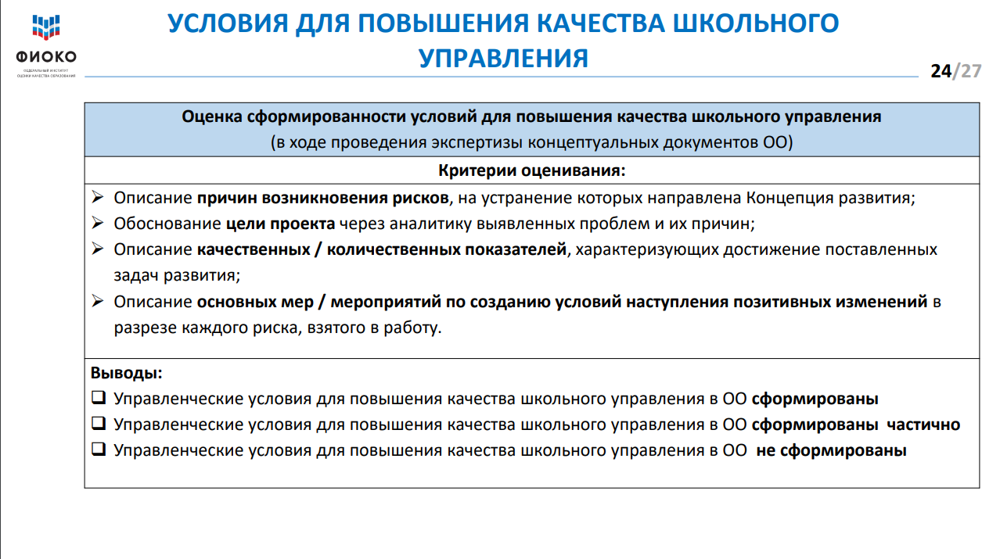 УСЛОВИЯ ДЛЯ ПОВЫШЕНИЯ КАЧЕСТВА ШКОЛЬНОГО
УПРАВЛЕНИЯ
ФИОКО
ФЕДЕРАЛЬНЫЙ ИНСТИТУТ
ОЦЕНКИ КАЧЕСТВА ОБРАЗОВАНИЯ
24/27
Оценка сформированности условий для повышения качества школьного управления
(в ходе проведения экспертизы концептуальных документов ОО)
Критерии оценивания:
Описание причин возникновения рисков, на устранение которых направлена Концепция развития;
Обоснование цели проекта через аналитику выявленных проблем и их причин;
Описание качественных / количественных показателей, характеризующих достижение поставленных
задач развития;
Описание основных мер / мероприятий по созданию условий наступления позитивных изменений в
разрезе каждого риска, взятого в работу.
Выводы:
Управленческие условия для повышения качества школьного управления в ОО сформированы
Управленческие условия для повышения качества школьного управления в ОО сформированы частично
Управленческие условия для повышения качества школьного управления в ОО не сформированы